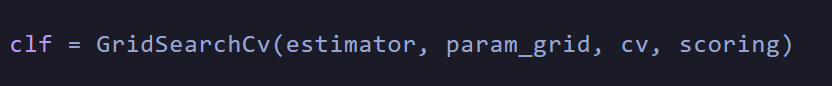 clf = GridSearchCv(estimator, param_grid, cv, scoring)